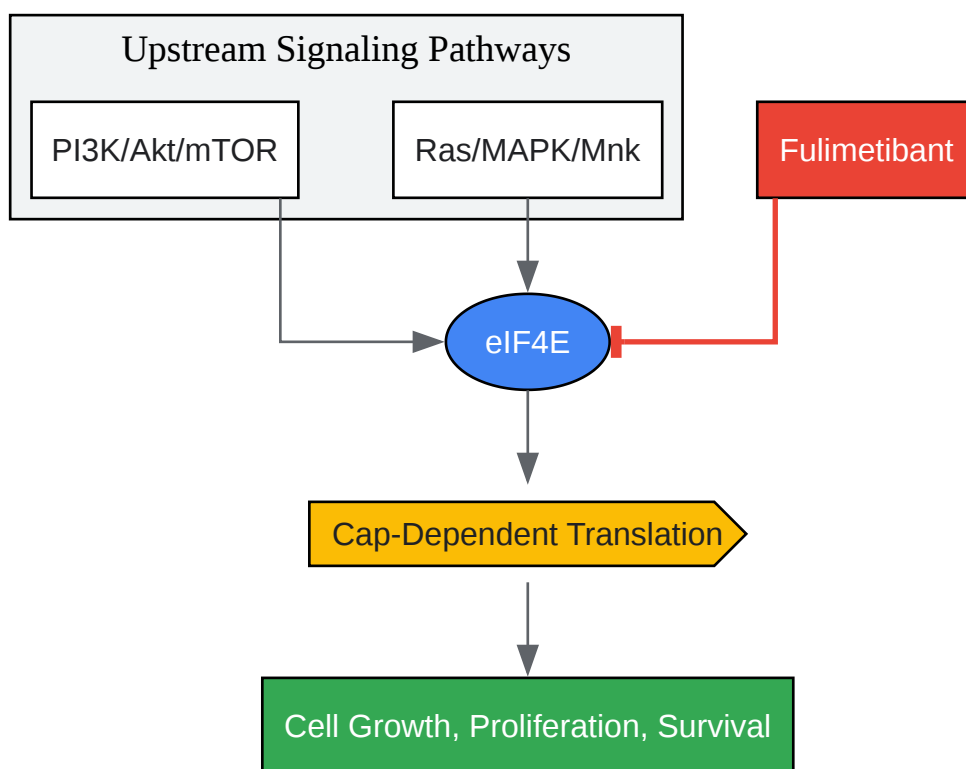 Upstream Signaling Pathways
PI3K/Akt/mTOR
Ras/MAPK/Mnk
Fulimetibant
eIF4E
Cap-Dependent Translation
Cell Growth, Proliferation, Survival